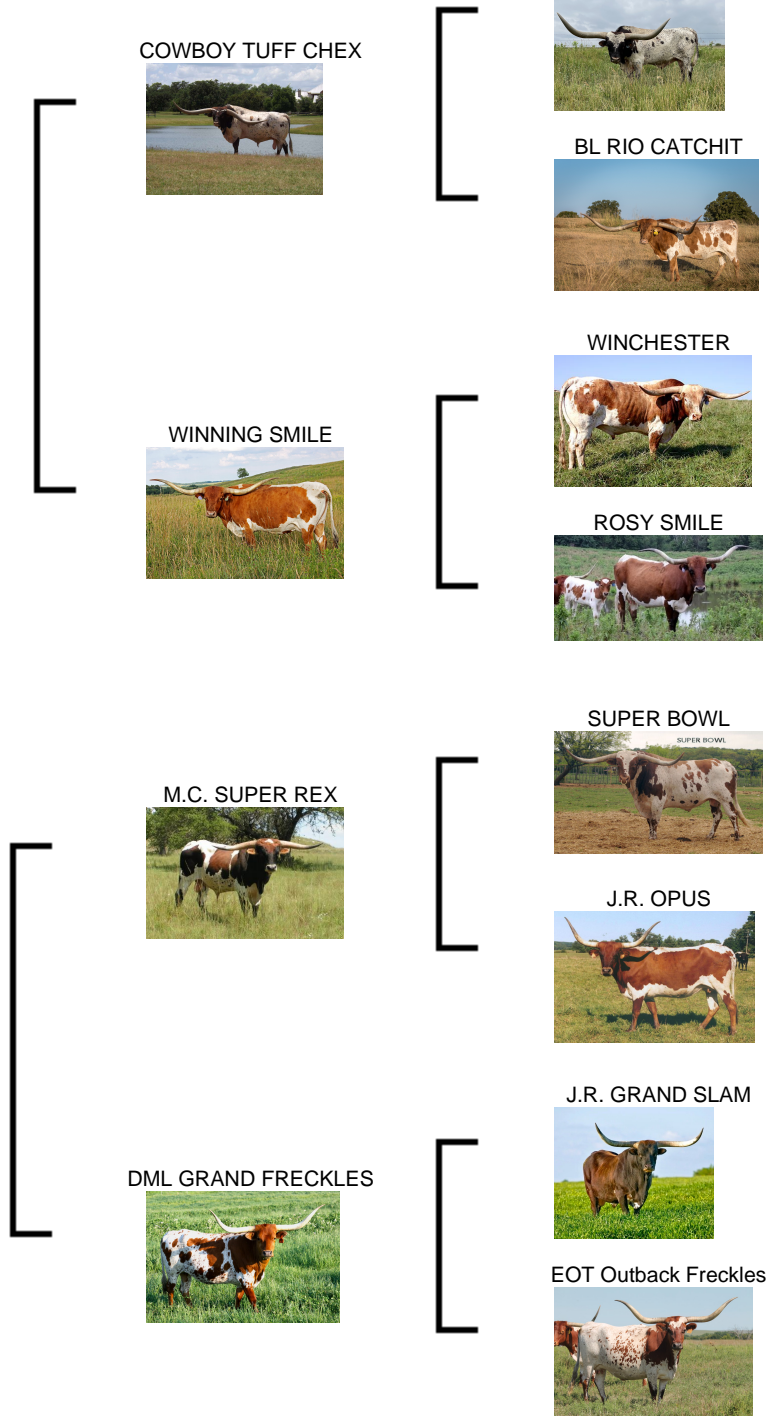 COWBOY TUFF CHEX
BL RIO CATCHIT
WINCHESTER
WINNING SMILE
ROSY SMILE
SUPER BOWL
SUPER BOWL
M.C. SUPER REX
J.R. OPUS
J.R. GRAND SLAM
DML GRAND FRECKLES
EOT Outback Freckles